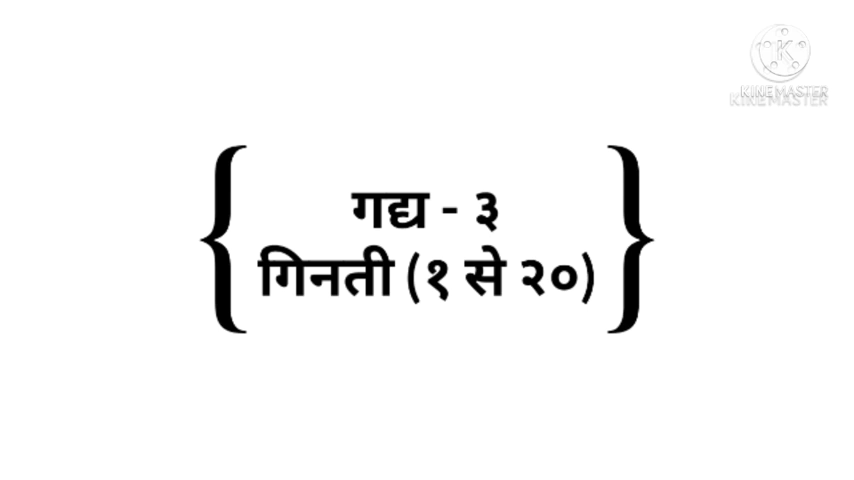 KINEMASTER
{ गद्य - ३
गिनती (१ से २०) }